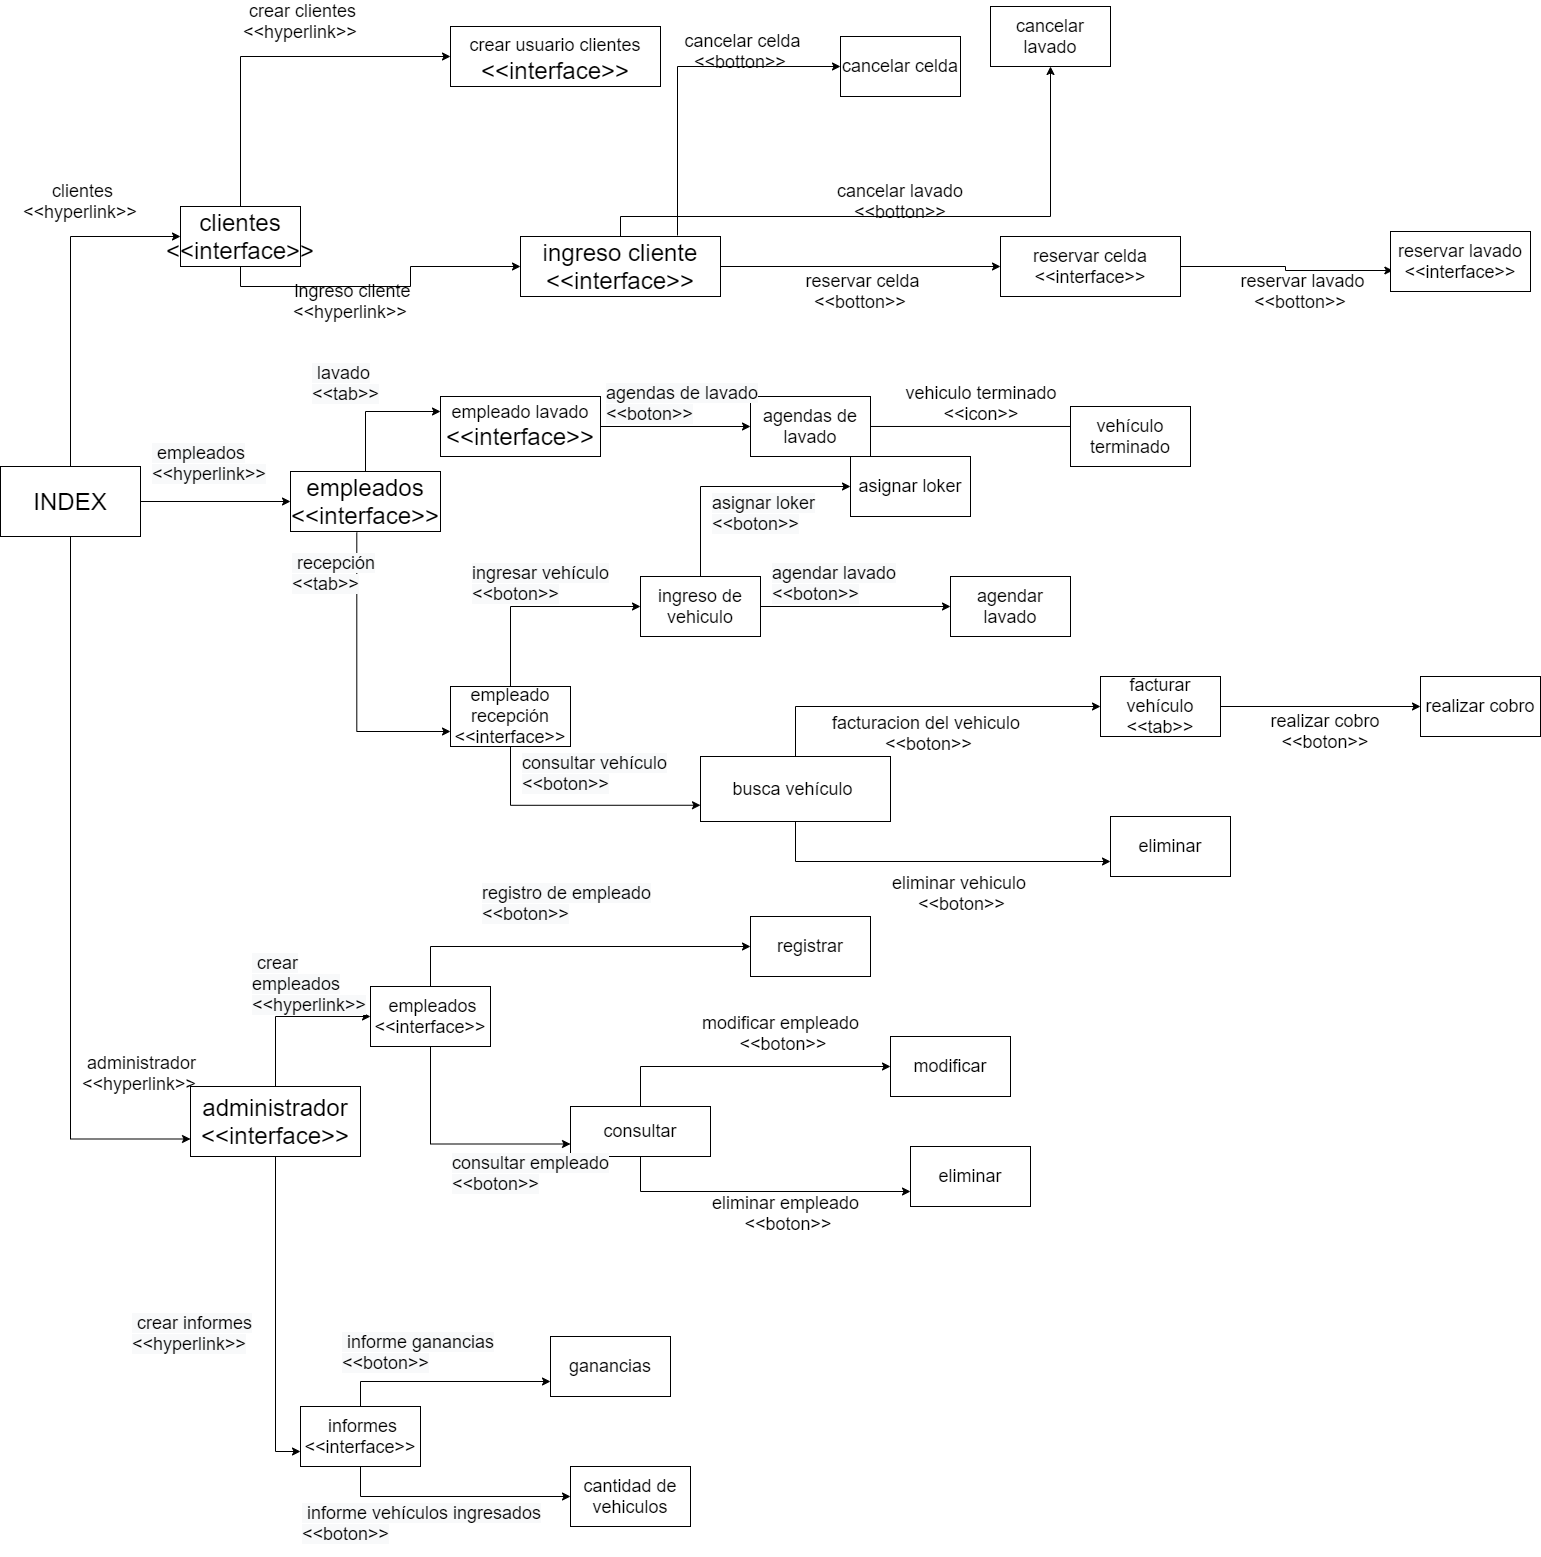 crear clientes
<<hyperlink>>
crear usuario clientes
<<interface>>
cancelar celda
<<botton>>
cancelar celda
cancelar
lavado
clientes
<<hyperlink>>
clientes
<<interface>>
cancelar lavado
<<botton>>
ingreso cliente
<<interface>>
reservar celda
<<interface>>
reservar lavado
<<interface>>
Ingreso cliente
<<hyperlink>>
reservar celda
<<botton>>
reservar lavado
<<botton>>
lavado
<<tab>>
empleado lavado
<<interface>>
agendas de lavado
<<boton>>
agendas de
lavado
vehiculo terminado
<<icon>>
vehículo
terminado
empleados
<<hyperlink>>
INDEX
empleados
<<interface>>
asignar loker
asignar loker
<<boton>>
recepción
<<tab>>
ingresar vehículo
<<boton>>
ingreso de
vehiculo
agendar lavado
<<boton>>
agendar
lavado
empleado
recepción
<<interface>>
facturacion del vehiculo
<<boton>>
facturar
vehículo
<<tab>>
realizar cobro
<<boton>>
realizar cobro
consultar vehículo
<<boton>>
busca vehículo
eliminar
eliminar vehiculo
<<boton>>
registro de empleado
<<boton>>
registrar
crear
empleados
<<hyperlink>>
empleados
<<interface>>
modificar empleado
<<boton>>
modificar
administrador
<<hyperlink>>
administrador
<<interface>>
consultar
consultar empleado
<<boton>>
eliminar
eliminar empleado
<<boton>>
crear informes
<<hyperlink>>
informe ganancias
<<boton>>
ganancias
informes
<<interface>>
cantidad de
vehiculos
informe vehículos ingresados
<<boton>>